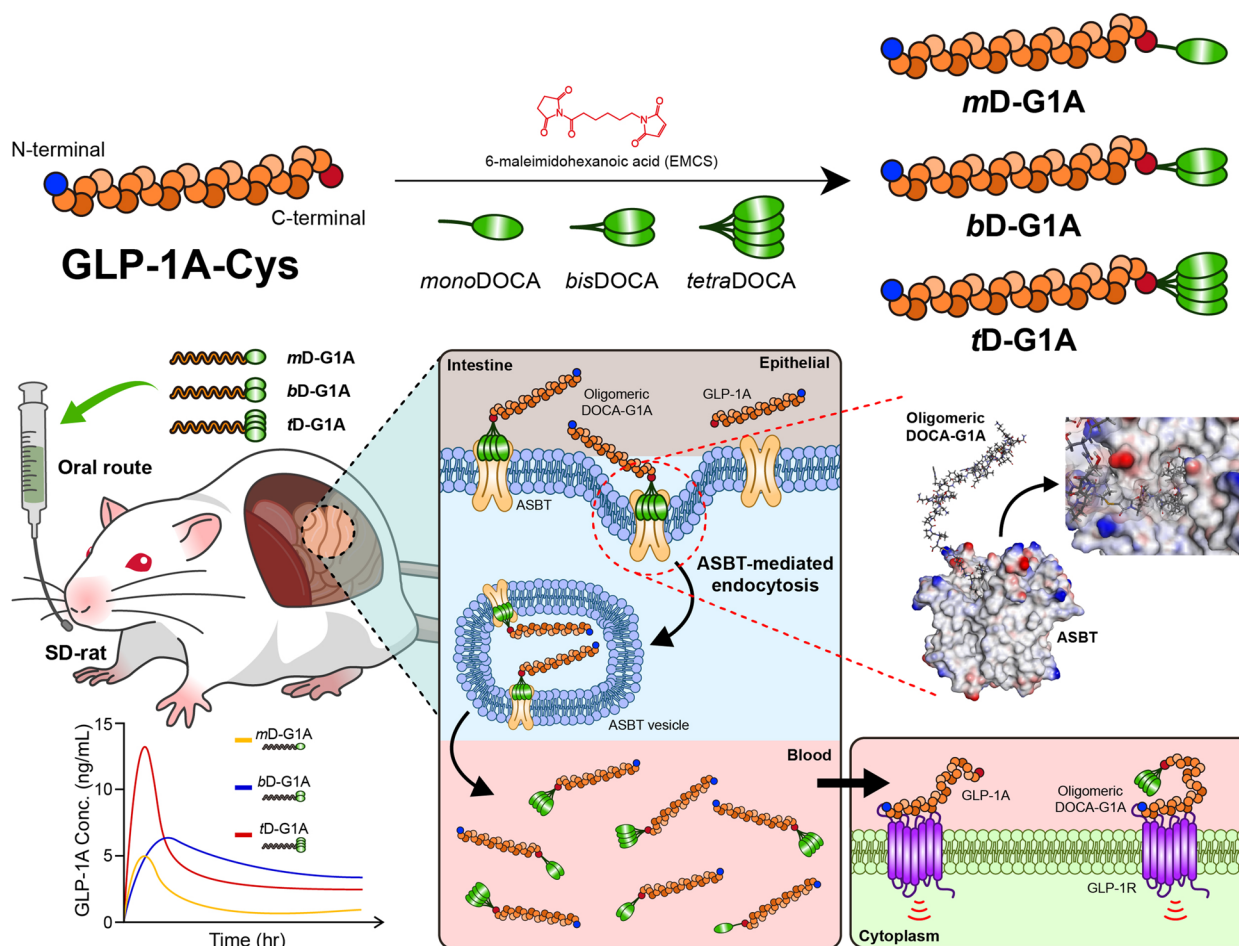 N-terminal
C-terminal
GLP-1A-Cys
O
O
N
O
O
O
N
O
6-maleimidohexanoic acid (EMCS)
monoDOCA
bisDOCA
tetraDOCA
mD-G1A
bD-G1A
tD-G1A
mD-G1A
bD-G1A
tD-G1A
Oral route
SD-rat
Intestine
Epithelial
Oligomeric
DOCA-G1A
GLP-1A
ASBT
ASBT-mediated
endocytosis
ASBT vesicle
Blood
Oligomeric
DOCA-G1A
ASBT
GLP-1A Conc. (ng/mL)
15
10
5
0
mD-G1A
bD-G1A
tD-G1A
Time (hr)
GLP-1A
Oligomeric
DOCA-G1A
GLP-1R
Cytoplasm